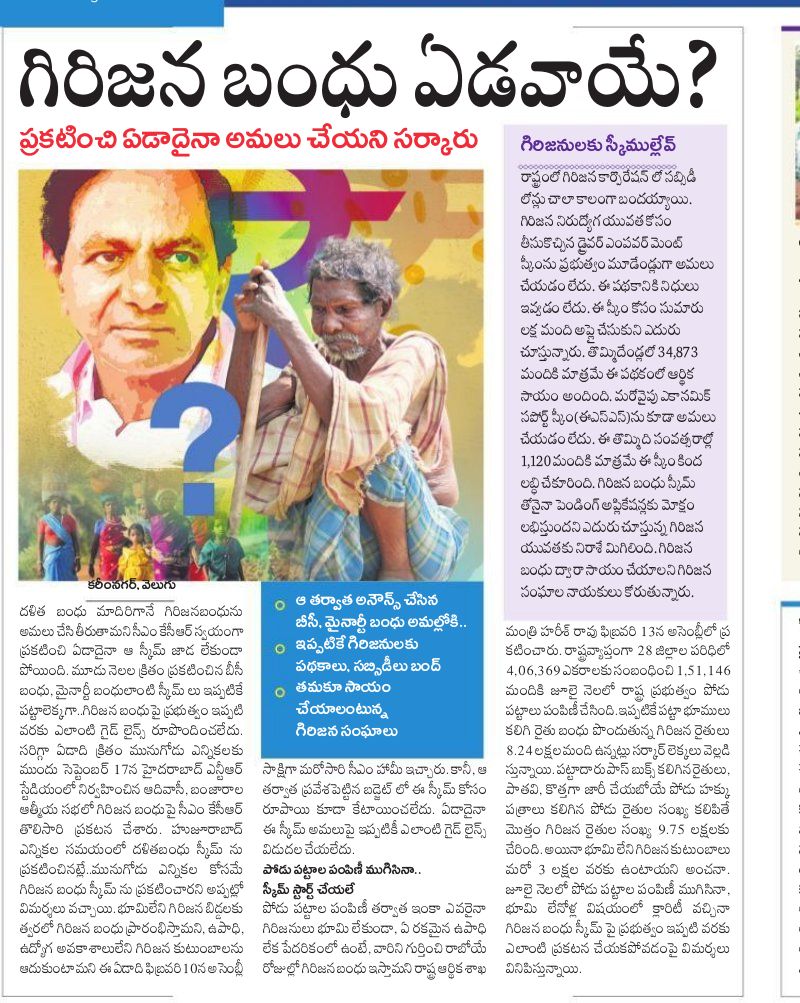 గిరిజన బంధు ఏడవాయే?
ప్రకటించి ఏడాదైనా అమలు చేయని సర్కారు
కరీంనగర్, వెలుగు
దళిత బంధు మాదిరిగానే గిరిజనబంధును
అమలు చేసి తీరుతామని సీఎం కేసీఆర్ స్వయంగా
ప్రకటించి ఏడాదైనా ఆ స్కీమ్ జాడ లేకుండా
పోయింది. మూడు నెలల క్రితం ప్రకటించిన బీసీ
బంధు, మైనార్టీ బంధులాంటి స్కీమ్ లు ఇప్పటికే
పట్టాలెక్కగా..గిరిజన బంధుపై ప్రభుత్వం ఇప్పటి
వరకు ఎలాంటి గైడ్ లైన్స్ రూపొందించలేదు.
సరిగ్గా ఏడాది క్రితం మునుగోడు ఎన్నికలకు
ముందు సెప్టెంబర్ 17న హైదరాబాద్ ఎన్టీఆర్
స్టేడియంలో నిర్వహించిన ఆదివాసీ, బంజారాల
ఆత్మీయ సభలో గిరిజన బంధుపై సీఎం కేసీఆర్
తొలిసారి ప్రకటన చేశారు. హుజూరాబాద్
ఎన్నికల సమయంలో దళితబంధు స్కీమ్ ను
ప్రకటించినట్లే..మునుగోడు ఎన్నికల కోసమే
గిరిజన బంధు స్కీమ్ ను ప్రకటించారని అప్పట్లో
విమర్శలు వచ్చాయి. భూమిలేని గిరిజన బిడ్డలకు
త్వరలో గిరిజన బంధు ప్రారంభిస్తామని, ఉపాధి,
ఉద్యోగ అవకాశాలులేని గిరిజన కుటుంబాలను
ఆదుకుంటామని ఈ ఏడాది ఫిబ్రవరి 10న అసెంబ్లీ
ఆ తర్వాత అనౌన్స్ చేసిన
బీసీ, మైనార్టీ బంధు అమల్లోకి..
ఇప్పటికే గిరిజనులకు
పథకాలు, సబ్సిడీలు బంద్
తమకూ సాయం
చేయాలంటున్న
గిరిజన సంఘాలు
సాక్షిగా మరోసారి సీఎం హామీ ఇచ్చారు. కానీ, ఆ
తర్వాత ప్రవేశపెట్టిన బడ్జెట్ లో ఈ స్కీమ్ కోసం
రూపాయి కూడా కేటాయించలేదు. ఏడాదైనా
ఈ స్కీమ్ అమలుపై ఇప్పటికీ ఎలాంటి గైడ్ లైన్స్
విడుదల చేయలేదు.
పోడు పట్టాల పంపిణీ ముగిసినా..
స్కీమ్ స్టార్ట్ చేయలే
పోడు పట్టాల పంపిణీ తర్వాత ఇంకా ఎవరైనా
గిరిజనులు భూమి లేకుండా, ఏ రకమైన ఉపాధి
లేక పేదరికంలో ఉంటే, వారిని గుర్తించి రాబోయే
రోజుల్లో గిరిజన బంధు ఇస్తామని రాష్ట్ర ఆర్థిక శాఖ
గిరిజనులకు స్కీముల్లేవ్
రాష్ట్రంలో గిరిజన కార్పొరేషన్ లో సబ్సిడీ
లోన్లు చాలా కాలంగా బందయ్యాయి.
గిరిజన నిరుద్యోగ యువత కోసం
తీసుకొచ్చిన డ్రైవర్ ఎంపవర్ మెంట్
స్కీంను ప్రభుత్వం మూడేండ్లుగా అమలు
చేయడం లేదు. ఈ పథకానికి నిధులు
ఇవ్వడం లేదు. ఈ స్కీం కోసం సుమారు
లక్ష మంది అప్లై చేసుకుని ఎదురు
చూస్తున్నారు. తొమ్మిదేండ్లలో 34,873
మందికి మాత్రమే ఈ పథకంలో ఆర్థిక
సాయం అందింది. మరోవైపు ఎకానమిక్
సపోర్ట్ స్కీం(ఈఎస్ఎస్)ను కూడా అమలు
చేయడం లేదు. ఈ తొమ్మిది సంవత్సరాల్లో
1,120 మందికి మాత్రమే ఈ స్కీం కింద
లబ్ధి చేకూరింది. గిరిజన బంధు స్కీమ్
తోనైనా పెండింగ్ అప్లికేషన్లకు మోక్షం
లభిస్తుందని ఎదురు చూస్తున్న గిరిజన
యువతకు నిరాశే మిగిలింది. గిరిజన
బంధు ద్వారా సాయం చేయాలని గిరిజన
సంఘాల నాయకులు కోరుతున్నారు.
మంత్రి హరీశ్ రావు ఫిబ్రవరి 13న అసెంబ్లీలో ప్ర
కటించారు. రాష్ట్రవ్యాప్తంగా 28 జిల్లాల పరిధిలో
4,06,369 ఎకరాలకు సంబంధించి 1,51,146
మందికి జూలై నెలలో రాష్ట్ర ప్రభుత్వం పోడు
పట్టాలు పంపిణీ చేసింది. ఇప్పటికే పట్టా భూములు
కలిగి రైతు బంధు పొందుతున్న గిరిజన రైతులు
8.24 లక్షలమంది ఉన్నట్లు సర్కార్ లెక్కలు వెల్లడి
స్తున్నాయి. పట్టాదారు పాస్ బుక్స్ కలిగిన రైతులు,
పాతవి, కొత్తగా జారీ చేయబోయే పోడు హక్కు
పత్రాలు కలిగిన పోడు రైతుల సంఖ్య కలిపితే
మొత్తం గిరిజన రైతుల సంఖ్య 9.75 లక్షలకు
చేరింది. అయినా భూమి లేని గిరిజన కుటుంబాలు
మరో 3 లక్షల వరకు ఉంటాయని అంచనా.
జూలై నెలలో పోడు పట్టాల పంపిణీ ముగిసినా,
భూమి లేనోళ్ల విషయంలో క్లారిటీ వచ్చినా
గిరిజన బంధు స్కీమ్ పై ప్రభుత్వం ఇప్పటి వరకు
ఎలాంటి ప్రకటన చేయకపోవడంపై విమర్శలు
వినిపిస్తున్నాయి.